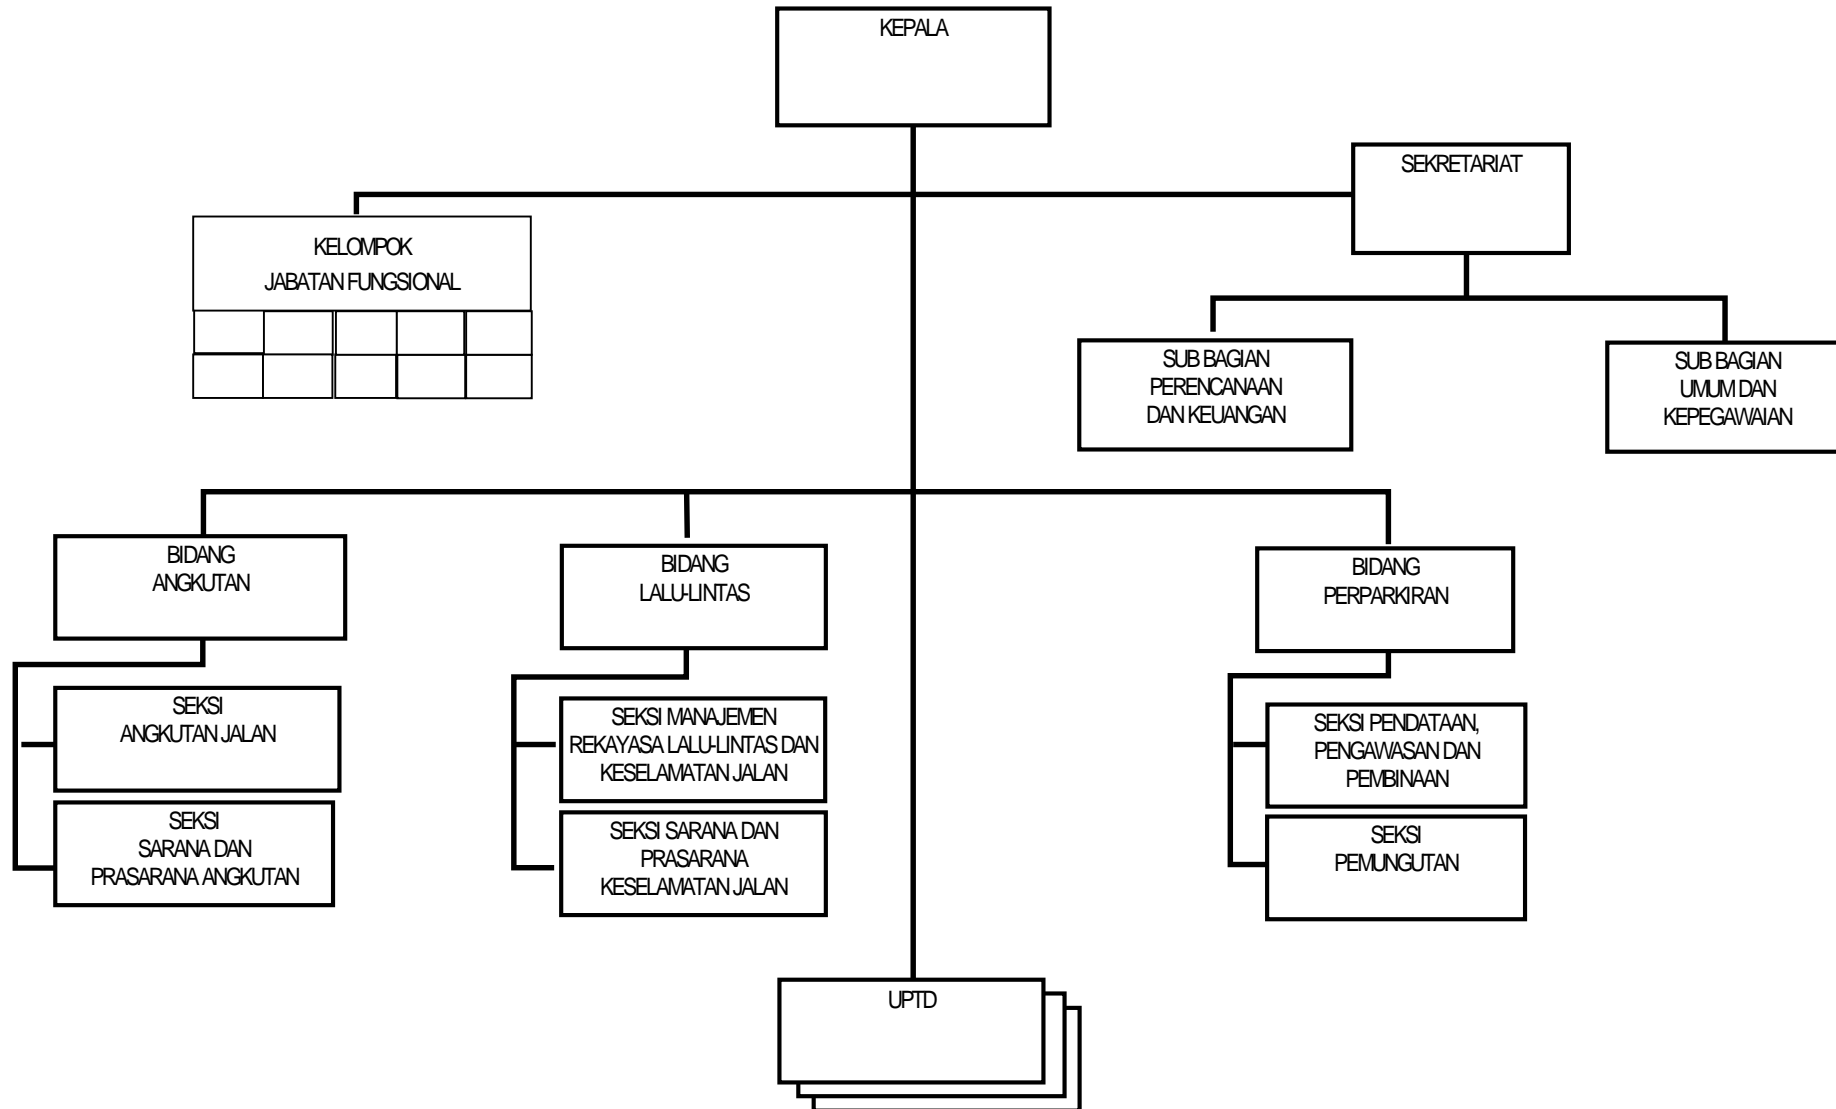 KEPALA
SEKRETARIAT
KELOMPOK
JABATAN FUNGSIONAL
SUB BAGIAN
PERENCANAAN
DAN KEUANGAN
SUB BAGIAN
UMUM DAN
KEPEGAWAIAN
BIDANG
ANGKUTAN
BIDANG
LALU-LINTAS
BIDANG
PERPARKIRAN
SEKSI
ANGKUTAN JALAN
SEKSI MANAJEMEN
REKAYASA LALU-LINTAS DAN
KESELAMATAN JALAN
SEKSI PENDATAAN,
PENGAWASAN DAN
PEMBINAAN
SEKSI
SARANA DAN
PRASARANA ANGKUTAN
SEKSI SARANA DAN
PRASARANA
KESELAMATAN JALAN
SEKSI
PEMUNGUTAN
UPTD